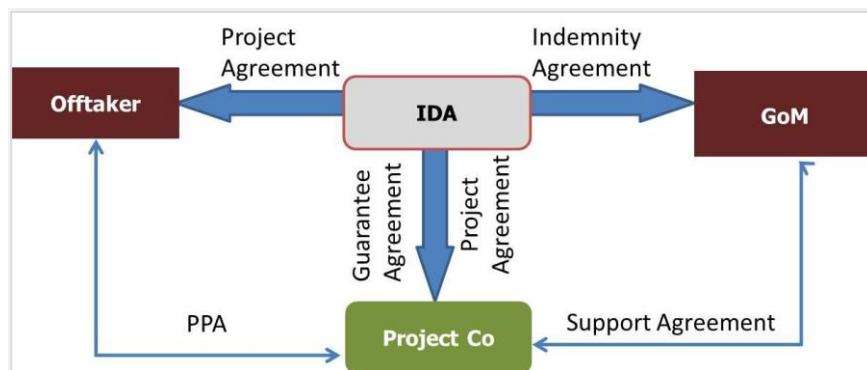 Project
Agreement
Indemnity
Agreement
Offtaker
IDA
GoM
Guarantee
Agreement
Project
Agreement
PPA
Project Co
Support Agreement